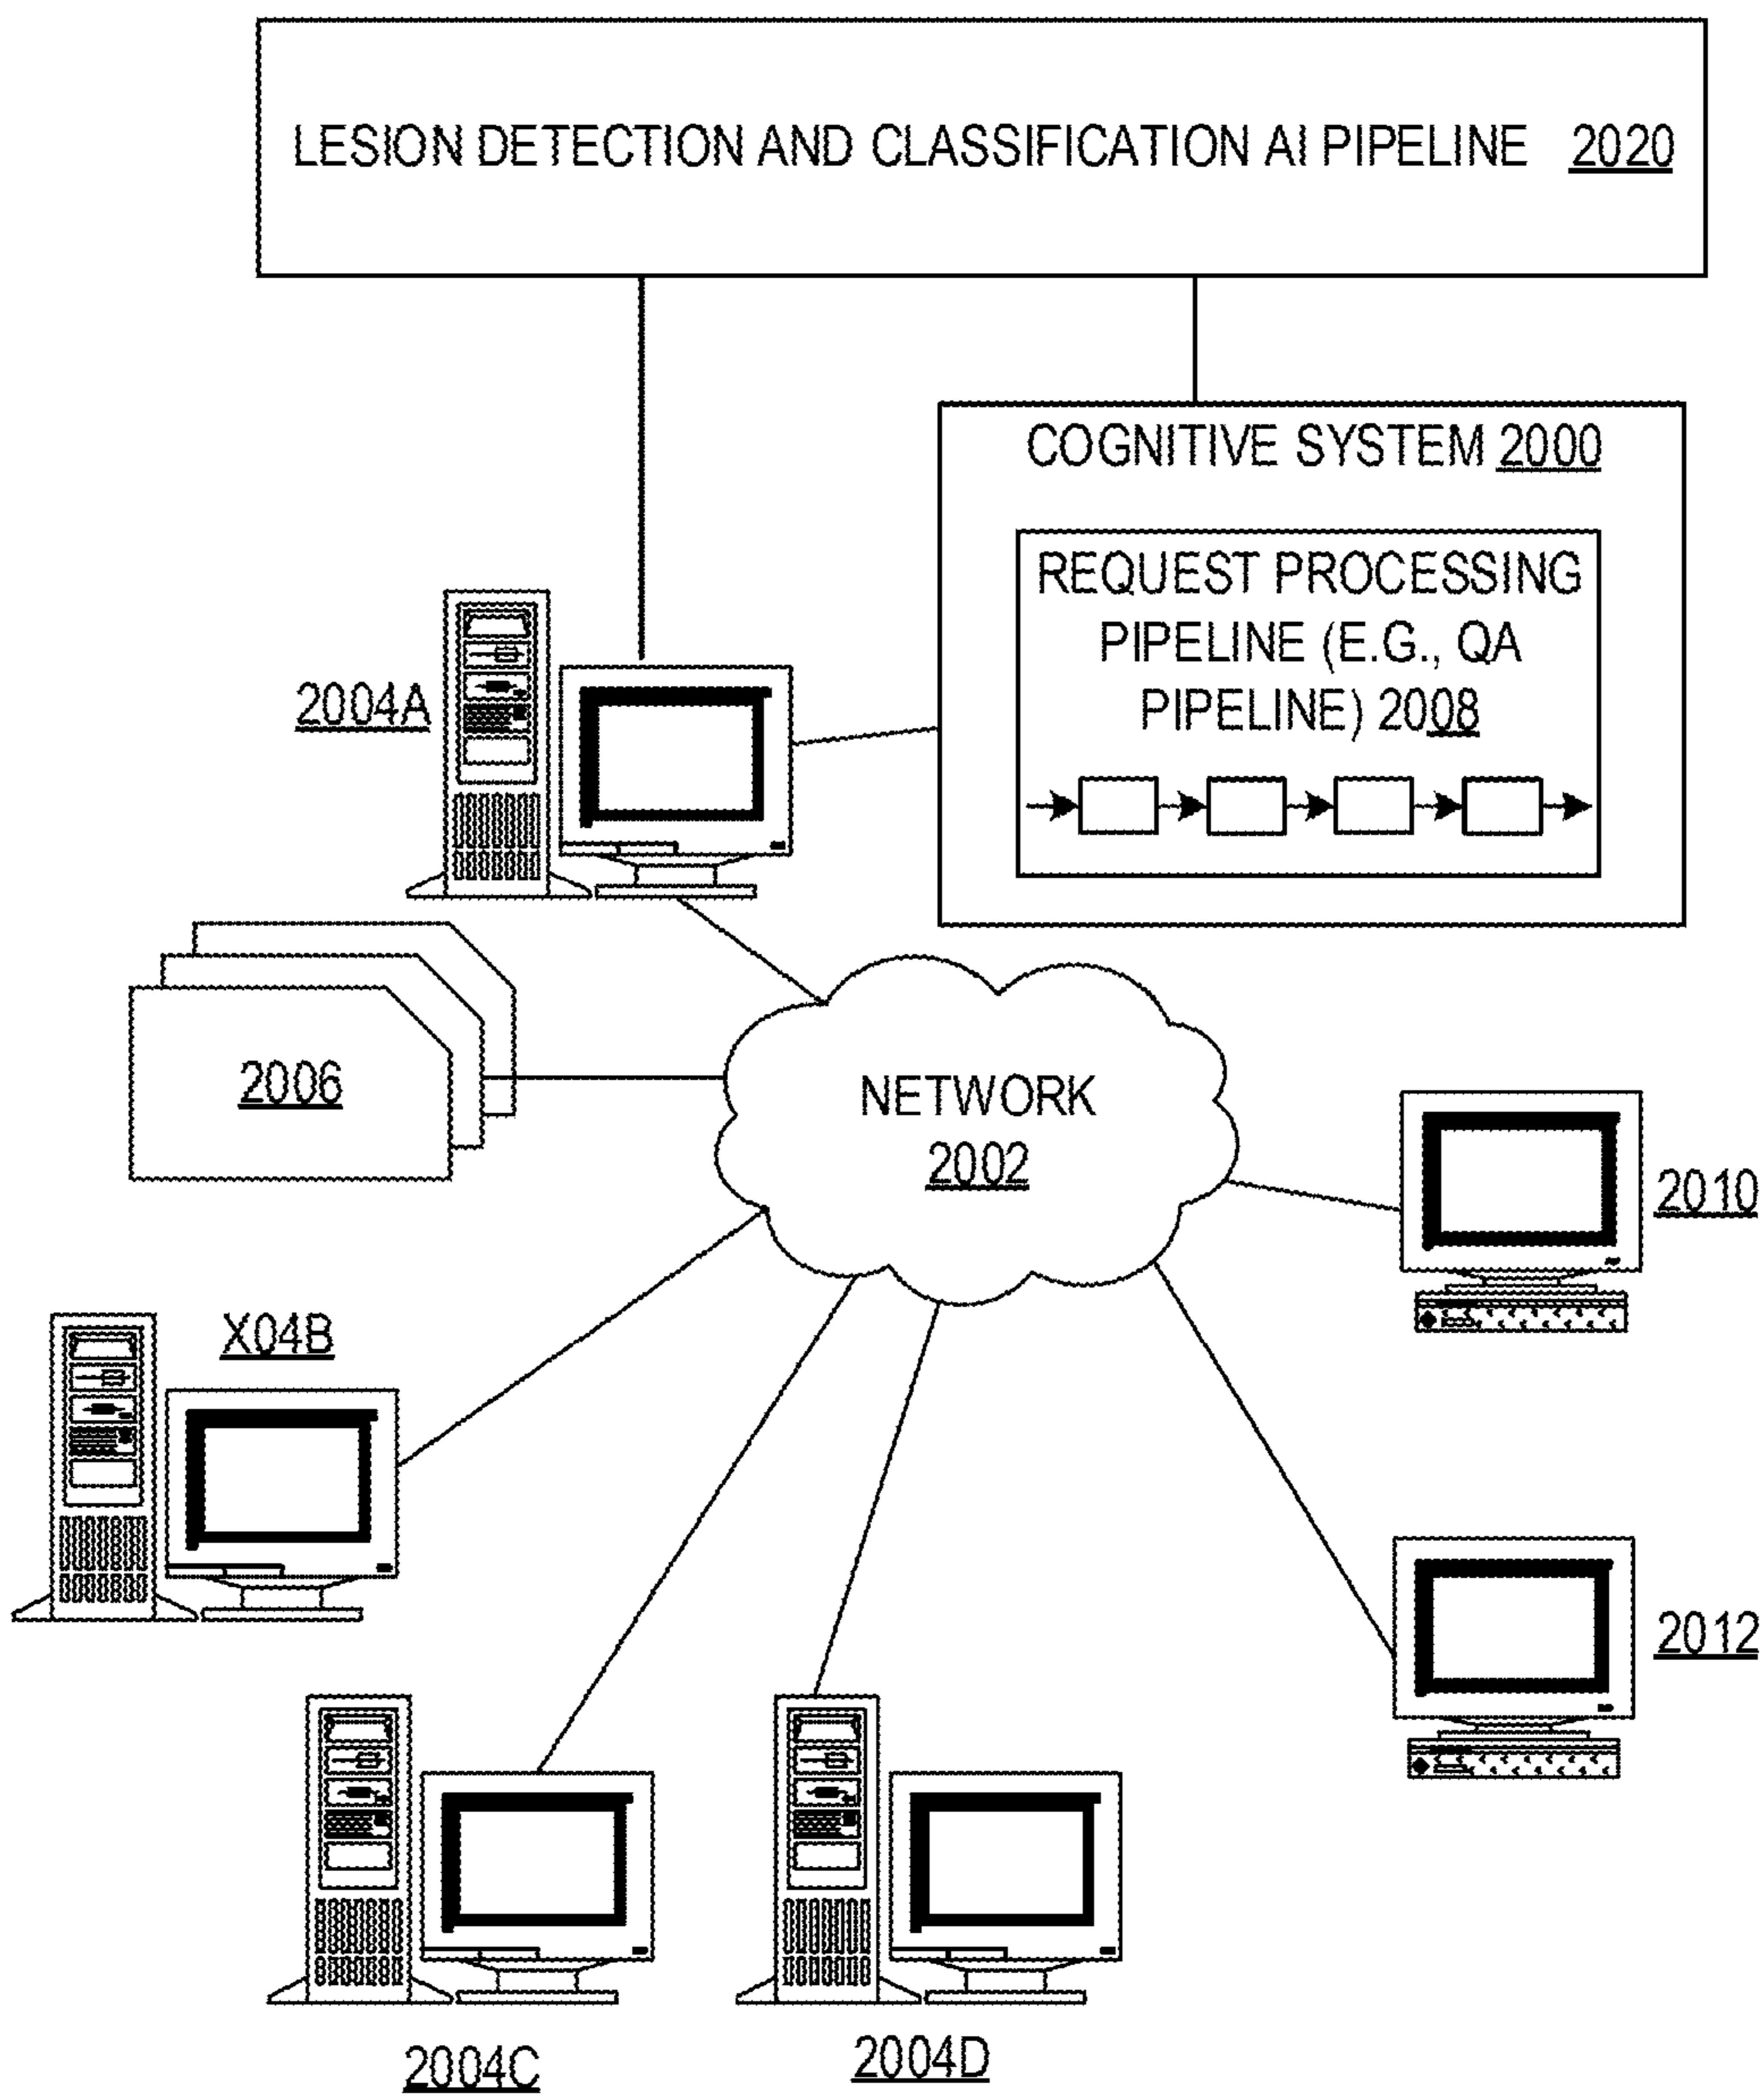 LESION DETECTION AND CLASSIFICATION AI PIPELINE 2020
COGNITIVE SYSTEM 2000
REQUEST PROCESSING
PIPELINE (E.G., QA
PIPELINE) 2008
2004A
2006
NETWORK
2002
2010
X04B
2012
2004C
2004D